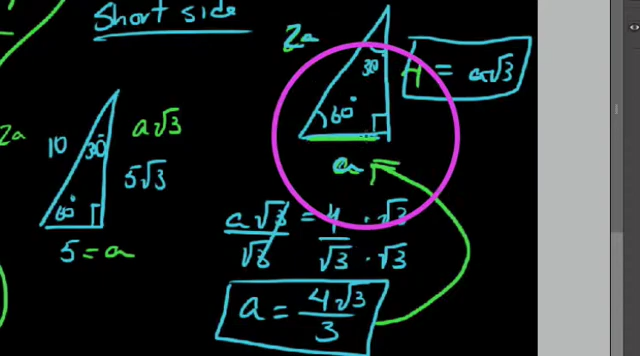 Short side
2a
30
60°
4 = a√3
a
2a
10
30°
a√3
5√3
60°
5 = a
a√3/√3 = 4/√3 · √3/√3
a = 4√3/3